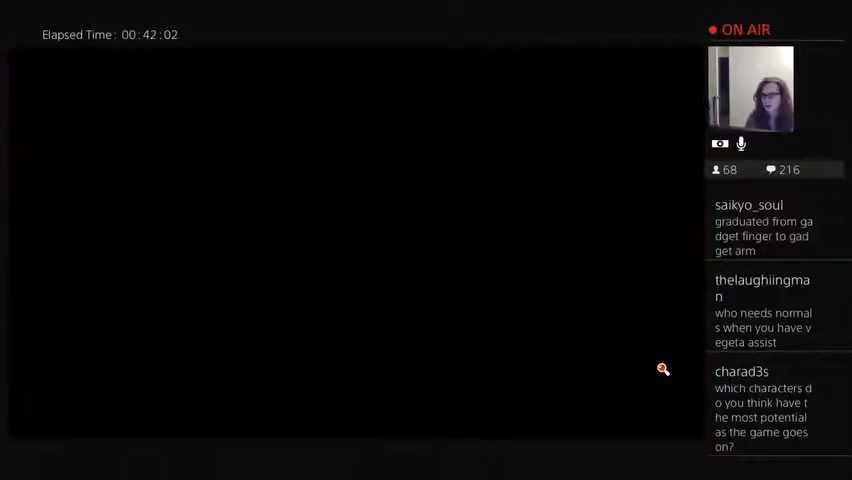 Elapsed Time: 00:42:02
ON AIR
68 216
saikyo_soul
graduated from ga
dget finger to gad
get arm
thelaughiingma
n
who needs normal
s when you have v
egeta assist
charad3s
which characters d
o you think have t
he most potential
as the game goes
on?